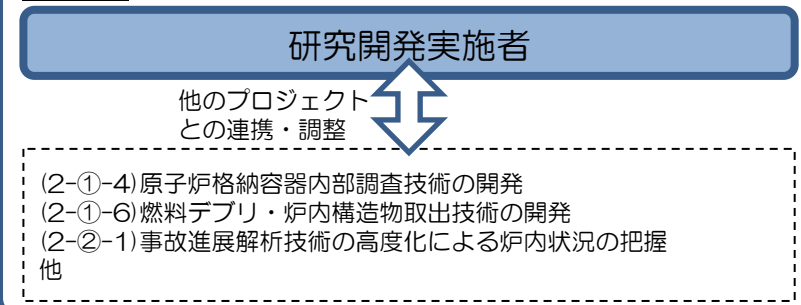 研究開発実施者
他のプロジェクト
との連携・調整
(2-①-4)原子炉格納容器内部調査技術の開発
(2-①-6)燃料デブリ・炉内構造物取出技術の開発
(2-②-1)事故進展解析技術の高度化による炉内状況の把握
他